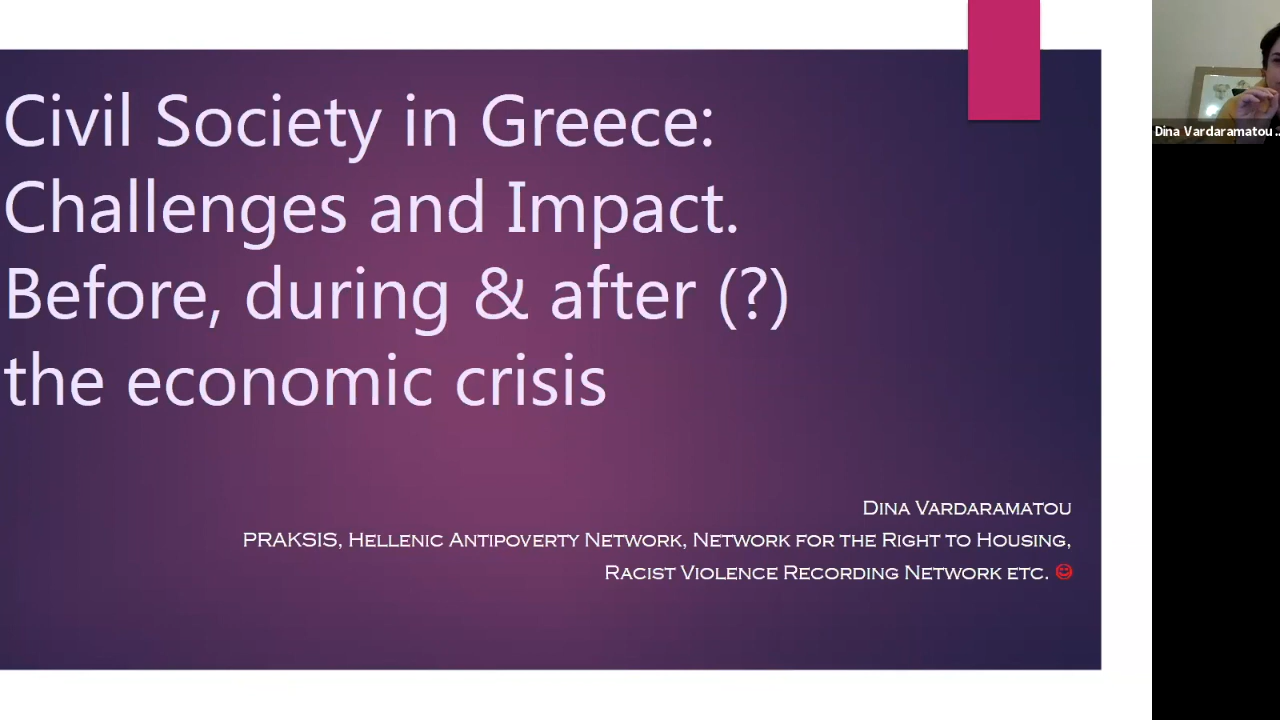 Civil Society in Greece:
Challenges and Impact.
Before, during & after (?)
the economic crisis
Dina Vardaramatou
PRAKSIS, Hellenic Antipoverty Network, Network for the Right to Housing,
Racist Violence Recording Network etc. 😊
Dina Vardaramatou ..